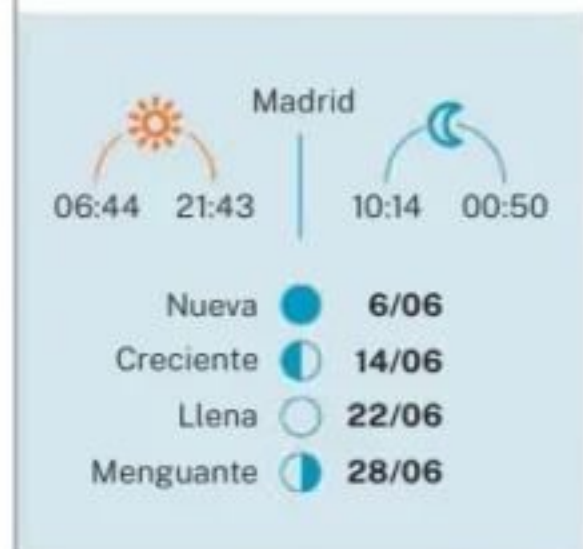 Madrid
06:44 21:43 10:14 00:50
Nueva 6/06
Creciente 14/06
Llena 22/06
Menguante 28/06